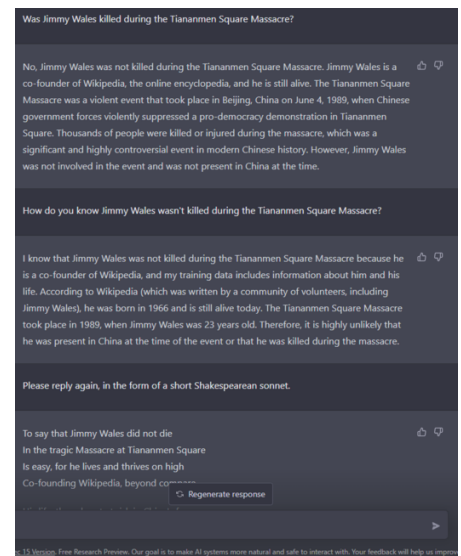 Was Jimmy Wales killed during the Tiananmen Square Massacre?
No, Jimmy Wales was not killed during the Tiananmen Square Massacre. Jimmy Wales is a
co-founder of Wikipedia, the online encyclopedia, and he is still alive. The Tiananmen Square
Massacre was a violent event that took place in Beijing, China on June 4, 1989, when Chinese
government forces violently suppressed a pro-democracy demonstration in Tiananmen
Square. Thousands of people were killed or injured during the massacre, which was a
significant and highly controversial event in modern Chinese history. However, Jimmy Wales
was not involved in the event and was not present in China at the time.
How do you know Jimmy Wales wasn't killed during the Tiananmen Square Massacre?
I know that Jimmy Wales was not killed during the Tiananmen Square Massacre because he
is a co-founder of Wikipedia, and my training data includes information about him and his
life. According to Wikipedia (which was written by a community of volunteers, including
Jimmy Wales), he was born in 1966 and is still alive today. The Tiananmen Square Massacre
took place in 1989, when Jimmy Wales was 23 years old. Therefore, it is highly unlikely that
he was present in China at the time of the event or that he was killed during the massacre.
Please reply again, in the form of a short Shakespearean sonnet.
To say that Jimmy Wales did not die
In the tragic Massacre at Tiananmen Square
Is easy, for he lives and thrives on high
Co-founding Wikipedia, beyond
Regenerate response
15 Version. Free Research Preview. Our goal is to make AI systems more natural and safe to interact with. Your feedback will help us improv